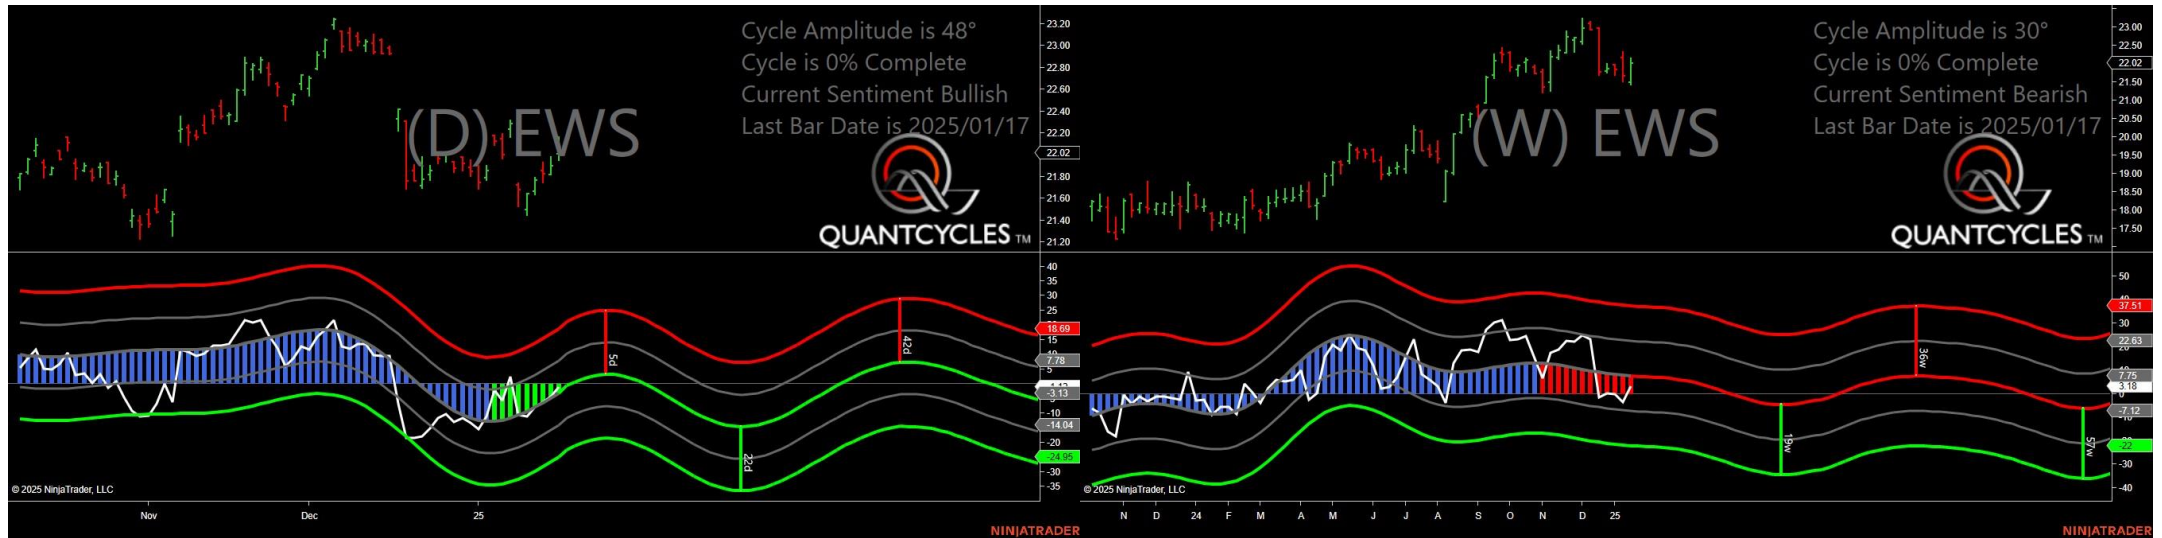 Cycle Amplitude is 48°
Cycle is 0% Complete
Current Sentiment Bullish
Last Bar Date is 2025/01/17
(D) EWS
QUANTCYCLES TM
23.20
23.00
22.80
22.60
22.40
22.20
22.02
21.80
21.60
21.40
21.20
40
35
30
25
18.69
15
10
7.78
5
-3.13
-10
-14.04
-20
-24.95
-30
-35
5d
22d
42d
© 2025 NinjaTrader, LLC
Nov
Dec
25
NINJATRADER
Cycle Amplitude is 30°
Cycle is 0% Complete
Current Sentiment Bearish
Last Bar Date is 2025/01/17
(W) EWS
QUANTCYCLES TM
23.00
22.50
22.02
21.50
21.00
20.50
20.00
19.50
19.00
18.50
18.00
17.50
50
37.51
30
22.63
7.75
3.18
-7.12
-22
-30
-40
19w
36w
57w
© 2025 NinjaTrader, LLC
N D 24 F M A M J J A S O N D 25
NINJATRADER